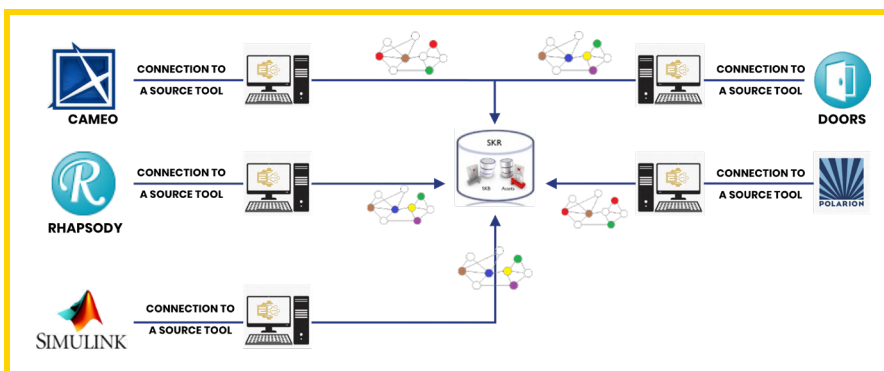 CONNECTION TO
A SOURCE TOOL
CAMEO
CONNECTION TO
A SOURCE TOOL
DOORS
SKR
SKB Assets
R
CONNECTION TO
A SOURCE TOOL
RHAPSODY
CONNECTION TO
A SOURCE TOOL
POLARION
CONNECTION TO
A SOURCE TOOL
SIMULINK